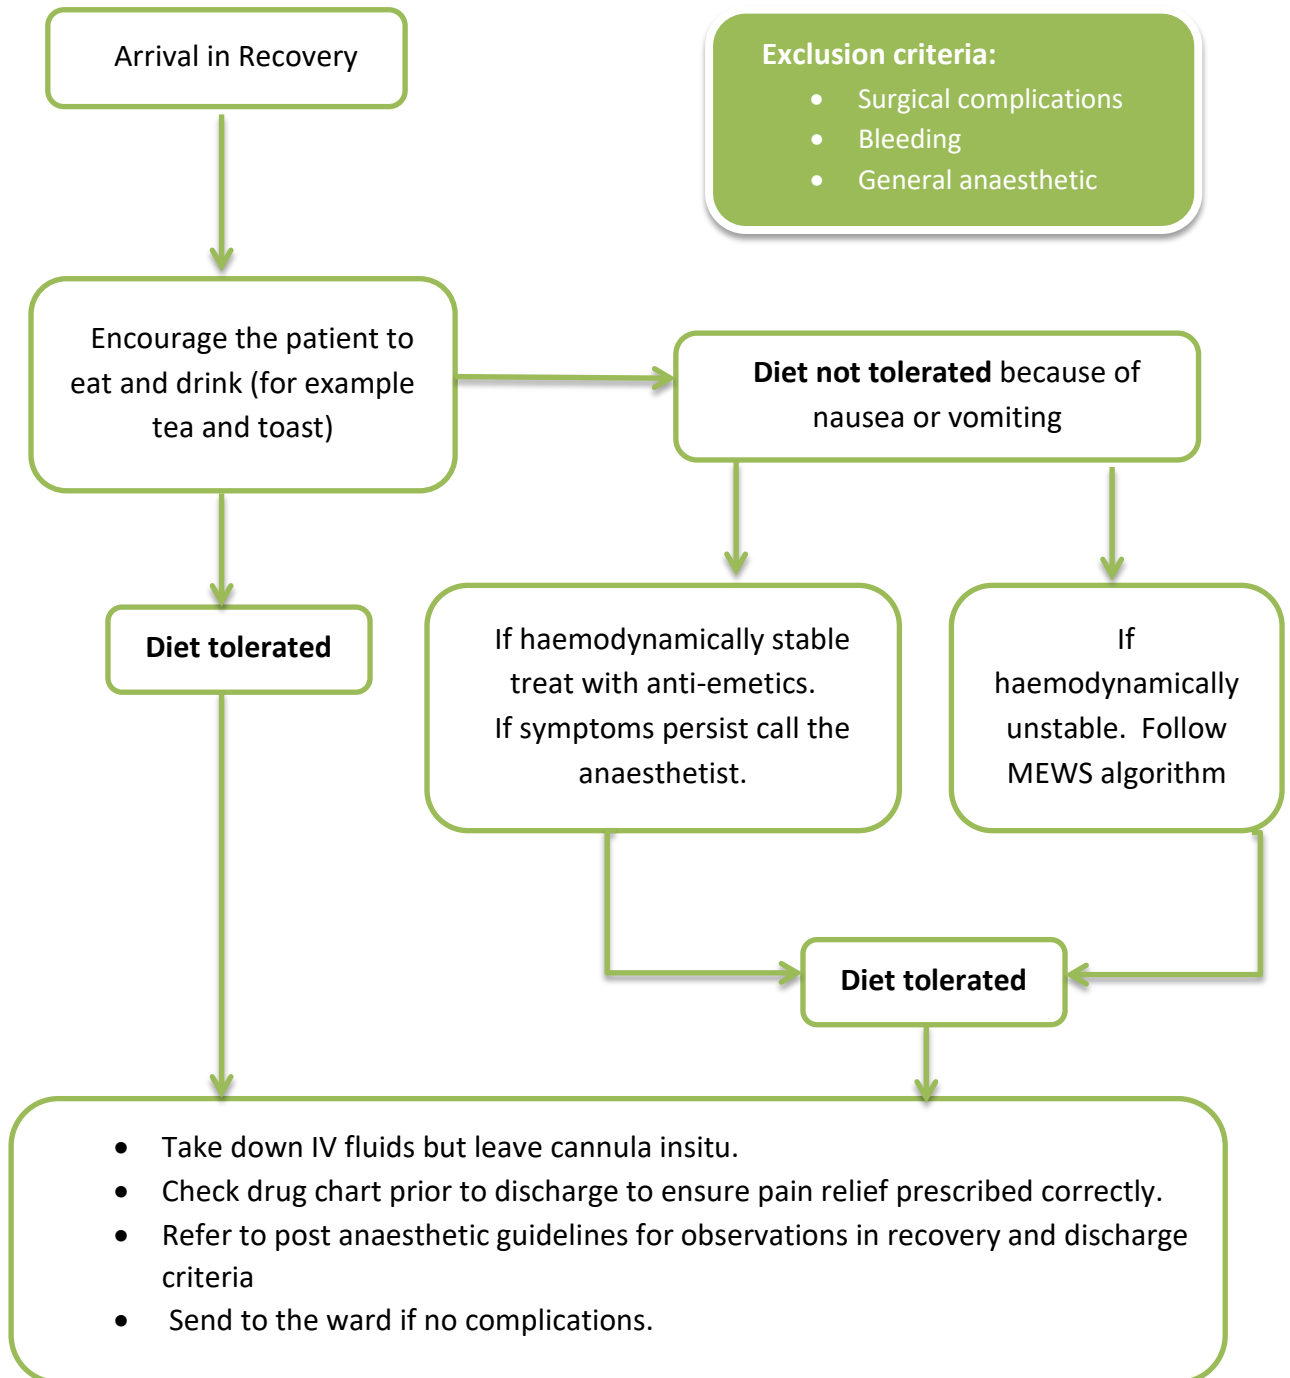 Arrival in Recovery
Exclusion criteria:
• Surgical complications
• Bleeding
• General anaesthetic
Encourage the patient to
eat and drink (for example
tea and toast)
Diet not tolerated because of
nausea or vomiting
Diet tolerated
If haemodynamically stable
treat with anti-emetics.
If symptoms persist call the
anaesthetist.
If
haemodynamically
unstable.  Follow
MEWS algorithm
Diet tolerated
• Take down IV fluids but leave cannula insitu.
• Check drug chart prior to discharge to ensure pain relief prescribed correctly.
• Refer to post anaesthetic guidelines for observations in recovery and discharge
criteria
• Send to the ward if no complications.